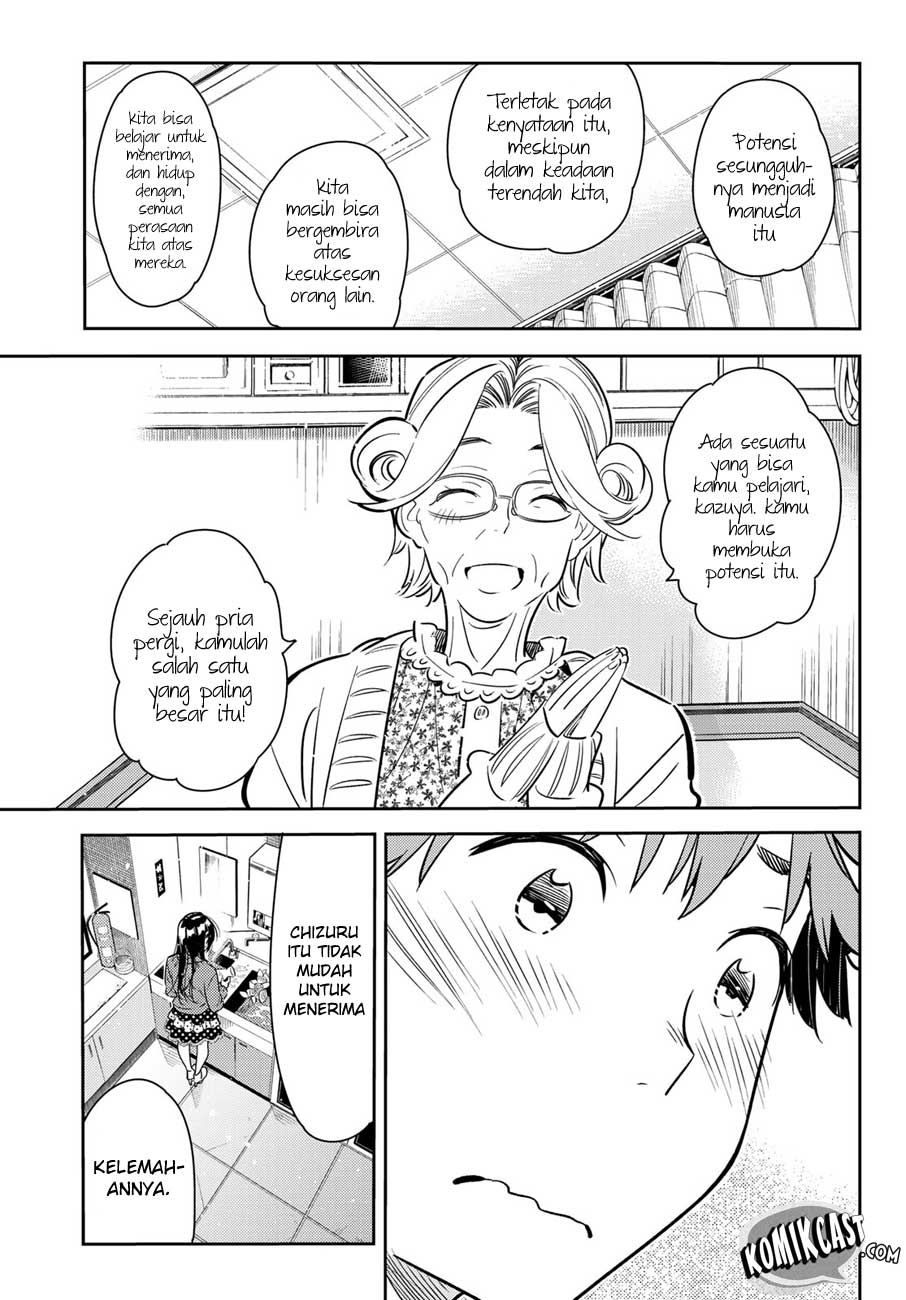 Potensi
sesungguh-
nya menjadi
manusia
itu
Terletak pada
kenyataan itu,
meskipun
dalam keadaan
terendah kita,
Kita
masih bisa
bergembira
atas
kesuksesan
orang lain.
Kita bisa
belajar untuk
menerima,
dan hidup
dengan,
semua
perasaan
kita atas
mereka.
Ada sesuatu
yang bisa
kamu pelajari,
kazuya. kamu
harus
membuka
potensi itu.
Sejauh pria
pergi, kamulah
salah satu
yang paling
besar itu!
CHIZURU
ITU TIDAK
MUDAH
UNTUK
MENERIMA
KELEMAH-
ANNYA.
KOMIKCAST.COM